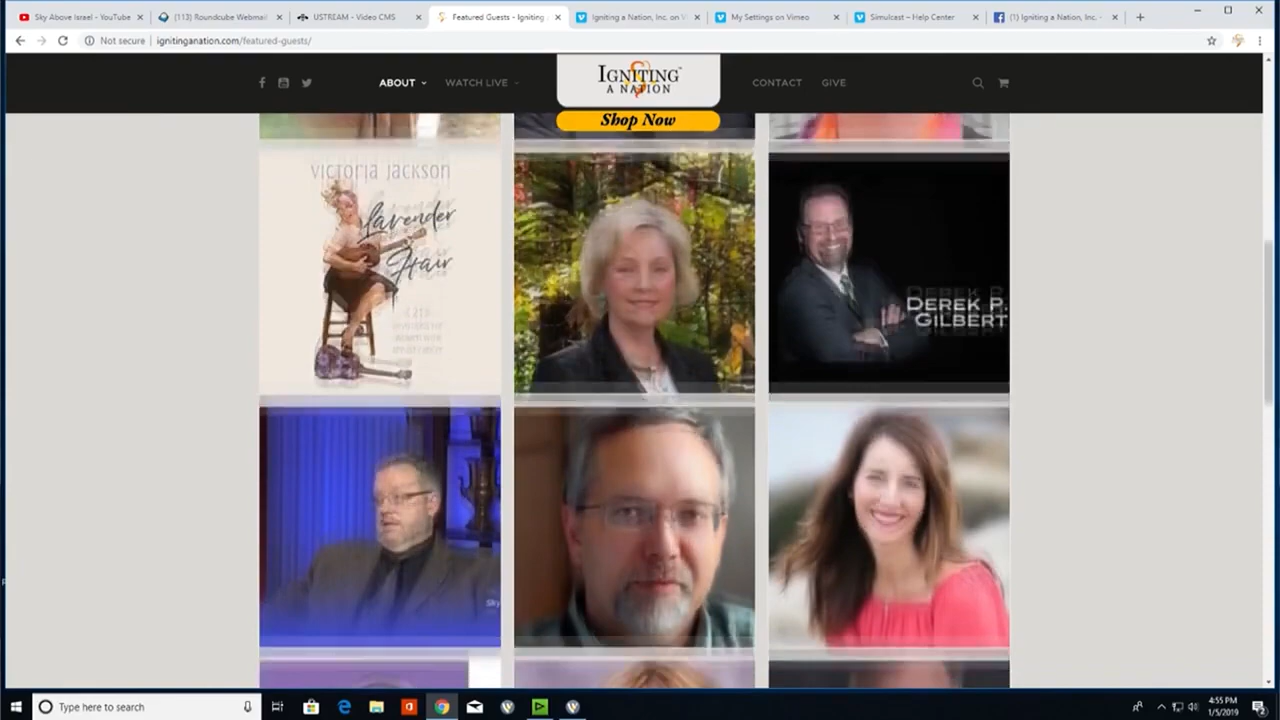 Sky Above Israel - YouTube
(113) Roundcube Webmail
USTREAM - Video CMS
Featured Guests - Igniting
Igniting a Nation, Inc. on V
My Settings on Vimeo
Simulcast – Help Center
(1) Igniting a Nation, Inc. -
Not secure | ignitinganation.com/featured-guests/
ABOUT
WATCH LIVE
IGNITING
A NATION
CONTACT
GIVE
Shop Now
VICTORIA JACKSON
Lavender
Hair
DEREK P.
GILBERT
Sky
Type here to search
4:55 PM
1/5/2019